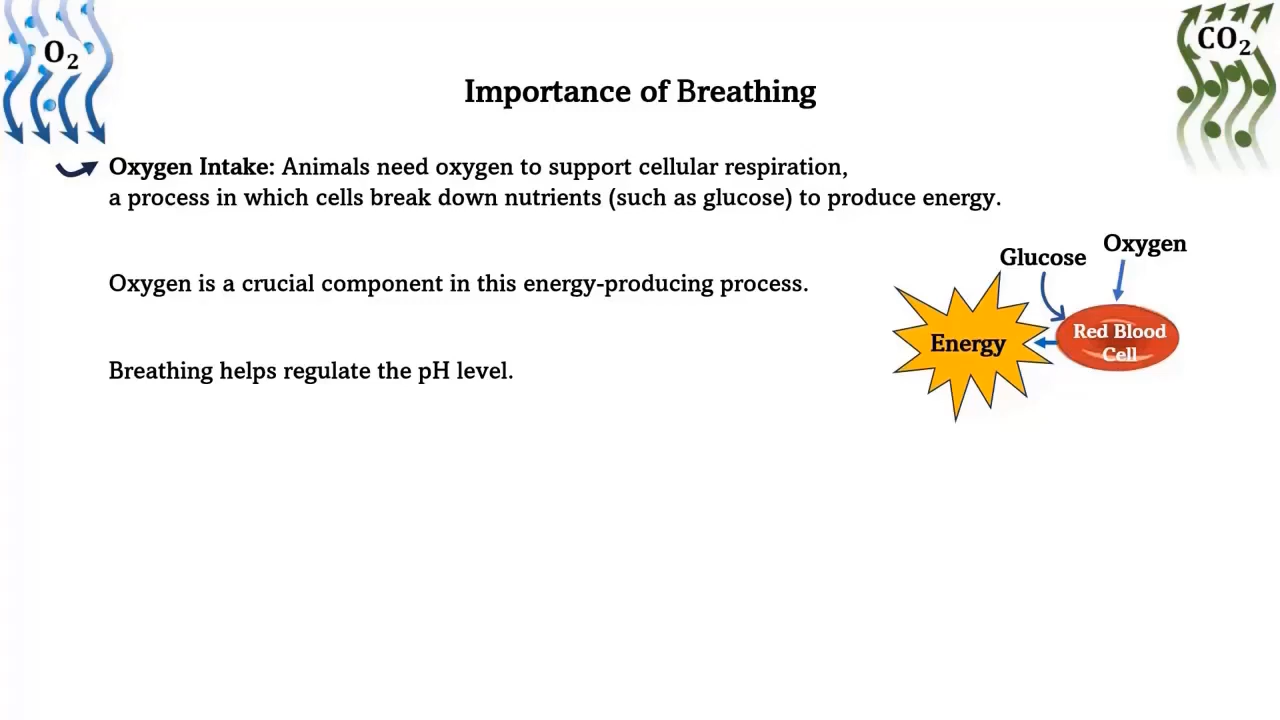 O2
CO2
Importance of Breathing
Oxygen Intake: Animals need oxygen to support cellular respiration,
a process in which cells break down nutrients (such as glucose) to produce energy.
Oxygen is a crucial component in this energy-producing process.
Breathing helps regulate the pH level.
Glucose
Oxygen
Energy
Red Blood
Cell